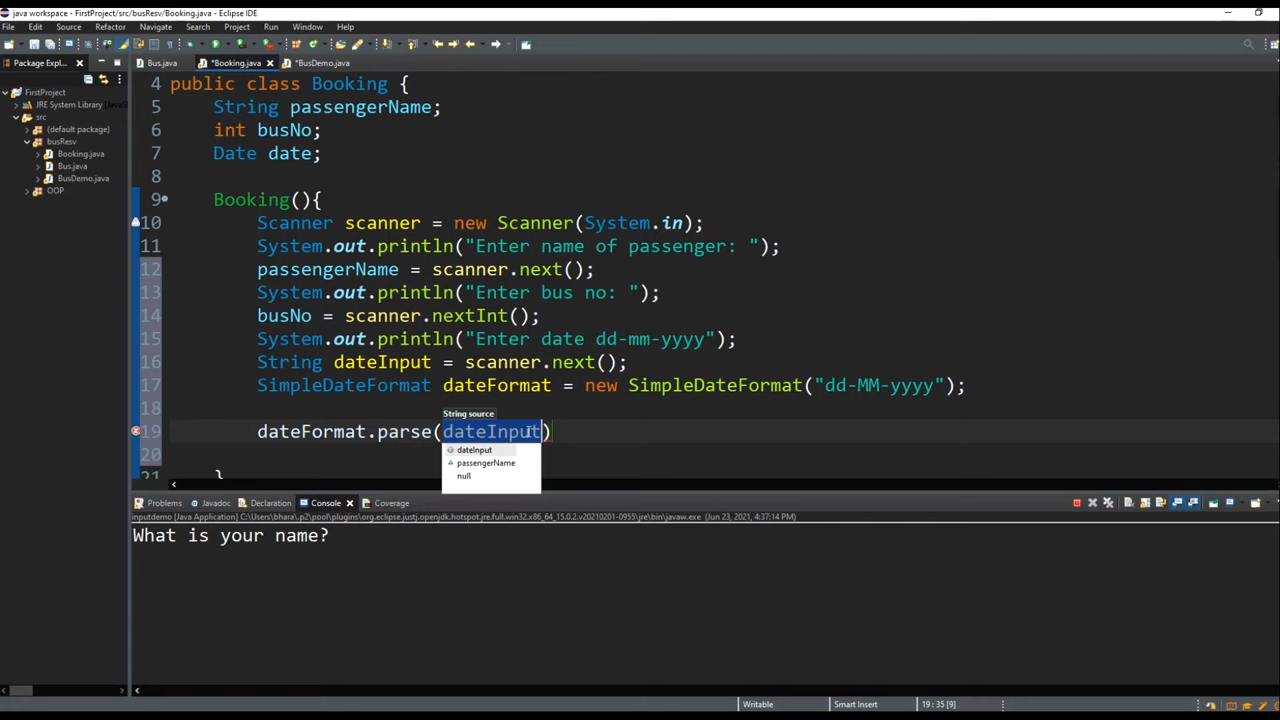 java workspace - FirstProject/src/busResv/Booking.java - Eclipse IDE
File Edit Source Refactor Navigate Search Project Run Window Help
Package Expl... Bus.java *Booking.java *BusDemo.java
FirstProject
JRE System Library
src
(default package)
busResv
Booking.java
Bus.java
BusDemo.java
OOP
4 public class Booking {
5 String passengerName;
6 int busNo;
7 Date date;
8
9 Booking(){
10 Scanner scanner = new Scanner(System.in);
11 System.out.println("Enter name of passenger: ");
12 passengerName = scanner.next();
13 System.out.println("Enter bus no: ");
14 busNo = scanner.nextInt();
15 System.out.println("Enter date dd-mm-yyyy");
16 String dateInput = scanner.next();
17 SimpleDateFormat dateFormat = new SimpleDateFormat("dd-MM-yyyy");
18
String source
19 dateFormat.parse(dateInput)
dateInput
20
passengerName
null
21 }
Problems Javadoc Declaration Console Coverage
inputdemo [Java Application] C:\Users\bhara\.p2\pool\plugins\org.eclipse.justj.openjdk.hotspot.jre.full.win32.x86_64_15.0.2.v20210201-0955\jre\bin\javaw.exe (Jun 23, 2021, 4:37:14 PM)
What is your name?
Writable Smart Insert 19 : 35 [9]